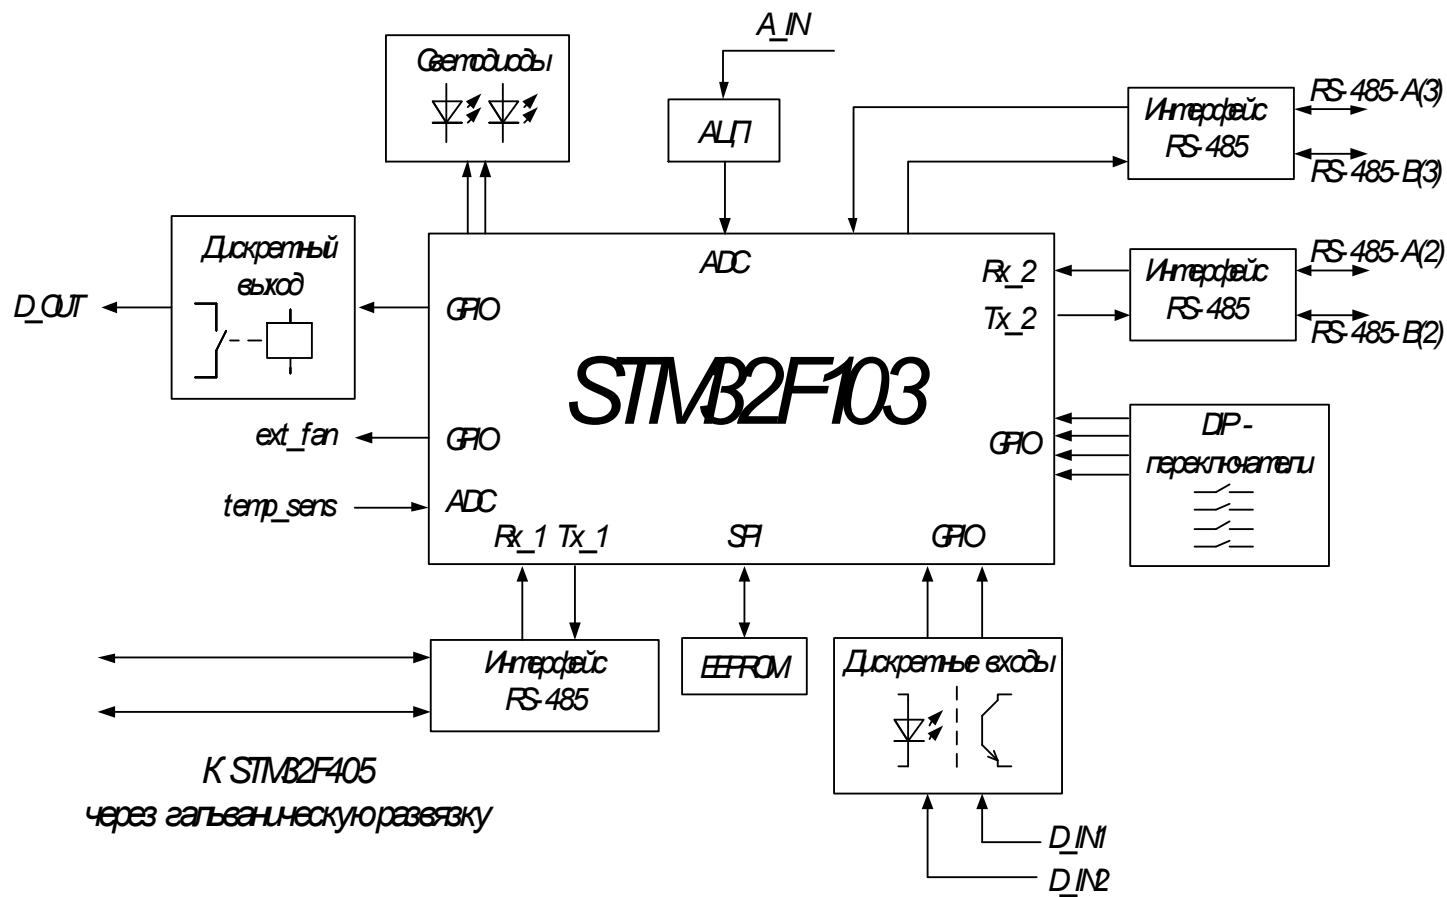 A_IN
Светодиоды
АЦП
Интерфейс
RS-485
RS-485-A(3)
RS-485-B(3)
Дискретный
выход
D_OUT
GPIO
ADC
Rx_2
Tx_2
Интерфейс
RS-485
RS-485-A(2)
RS-485-B(2)
STM32F103
ext_fan
GPIO
GPIO
DIP -
переключатели
temp_sens
ADC
Rx_1 Tx_1
SPI
GPIO
Интерфейс
RS-485
EEPROM
Дискретные входы
К STM32F405
через гальваническую развязку
D_IN1
D_IN2